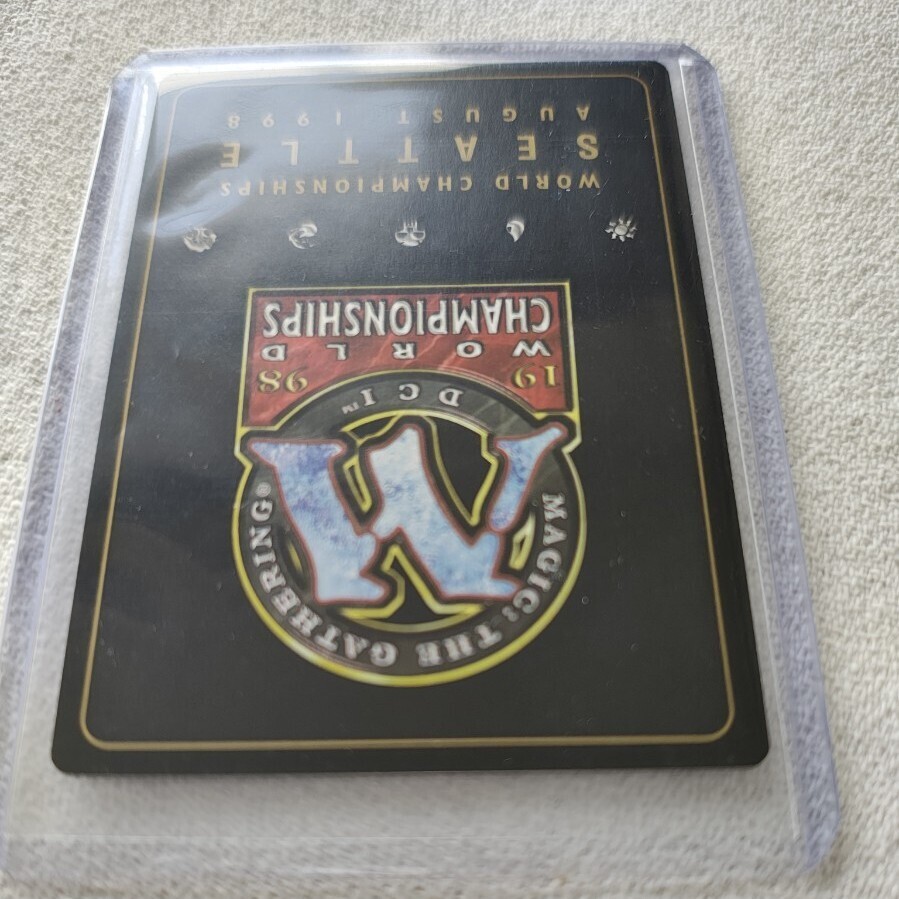 MAGIC: THE GATHERING®
M
DCI™
19 98
WORLD
CHAMPIONSHIPS
WORLD CHAMPIONSHIPS
SEATTLE
AUGUST 1998